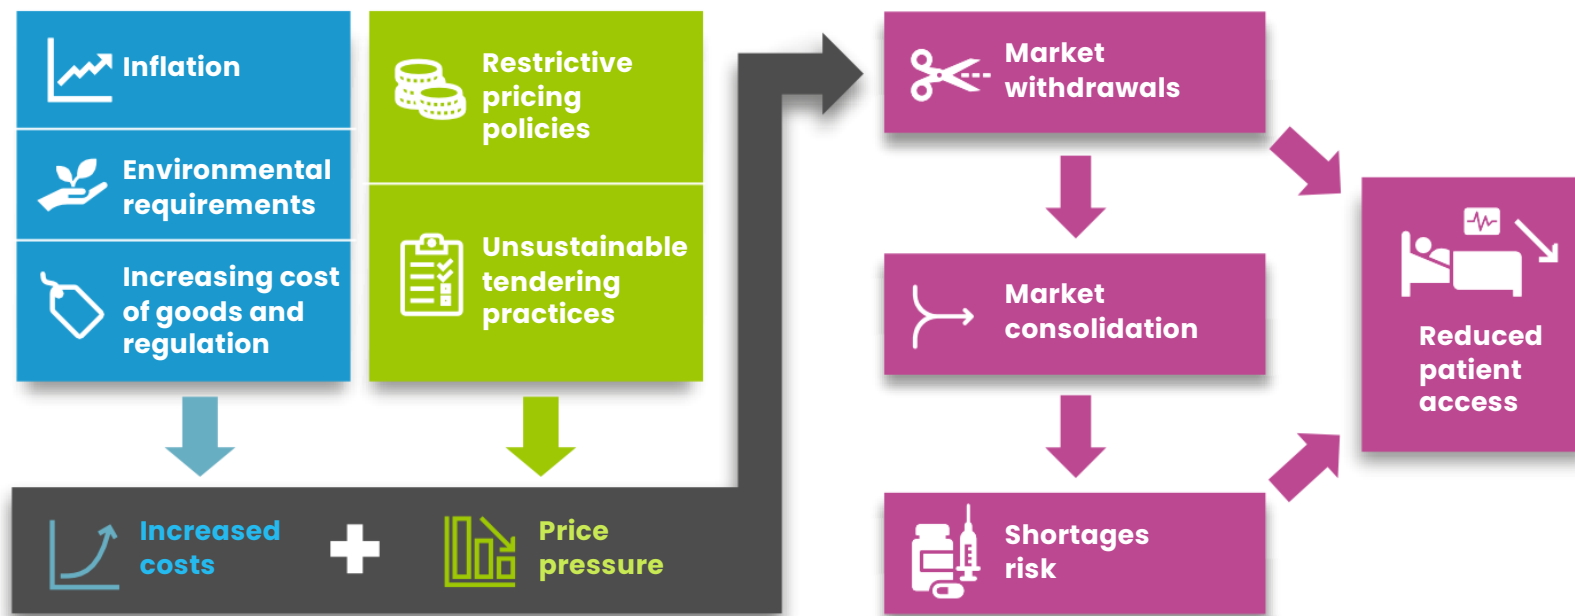 Inflation
Environmental
requirements
Increasing cost
of goods and
regulation
Restrictive
pricing
policies
Unsustainable
tendering
practices
Increased
costs
Price
pressure
Market
withdrawals
Market
consolidation
Shortages
risk
Reduced
patient
access